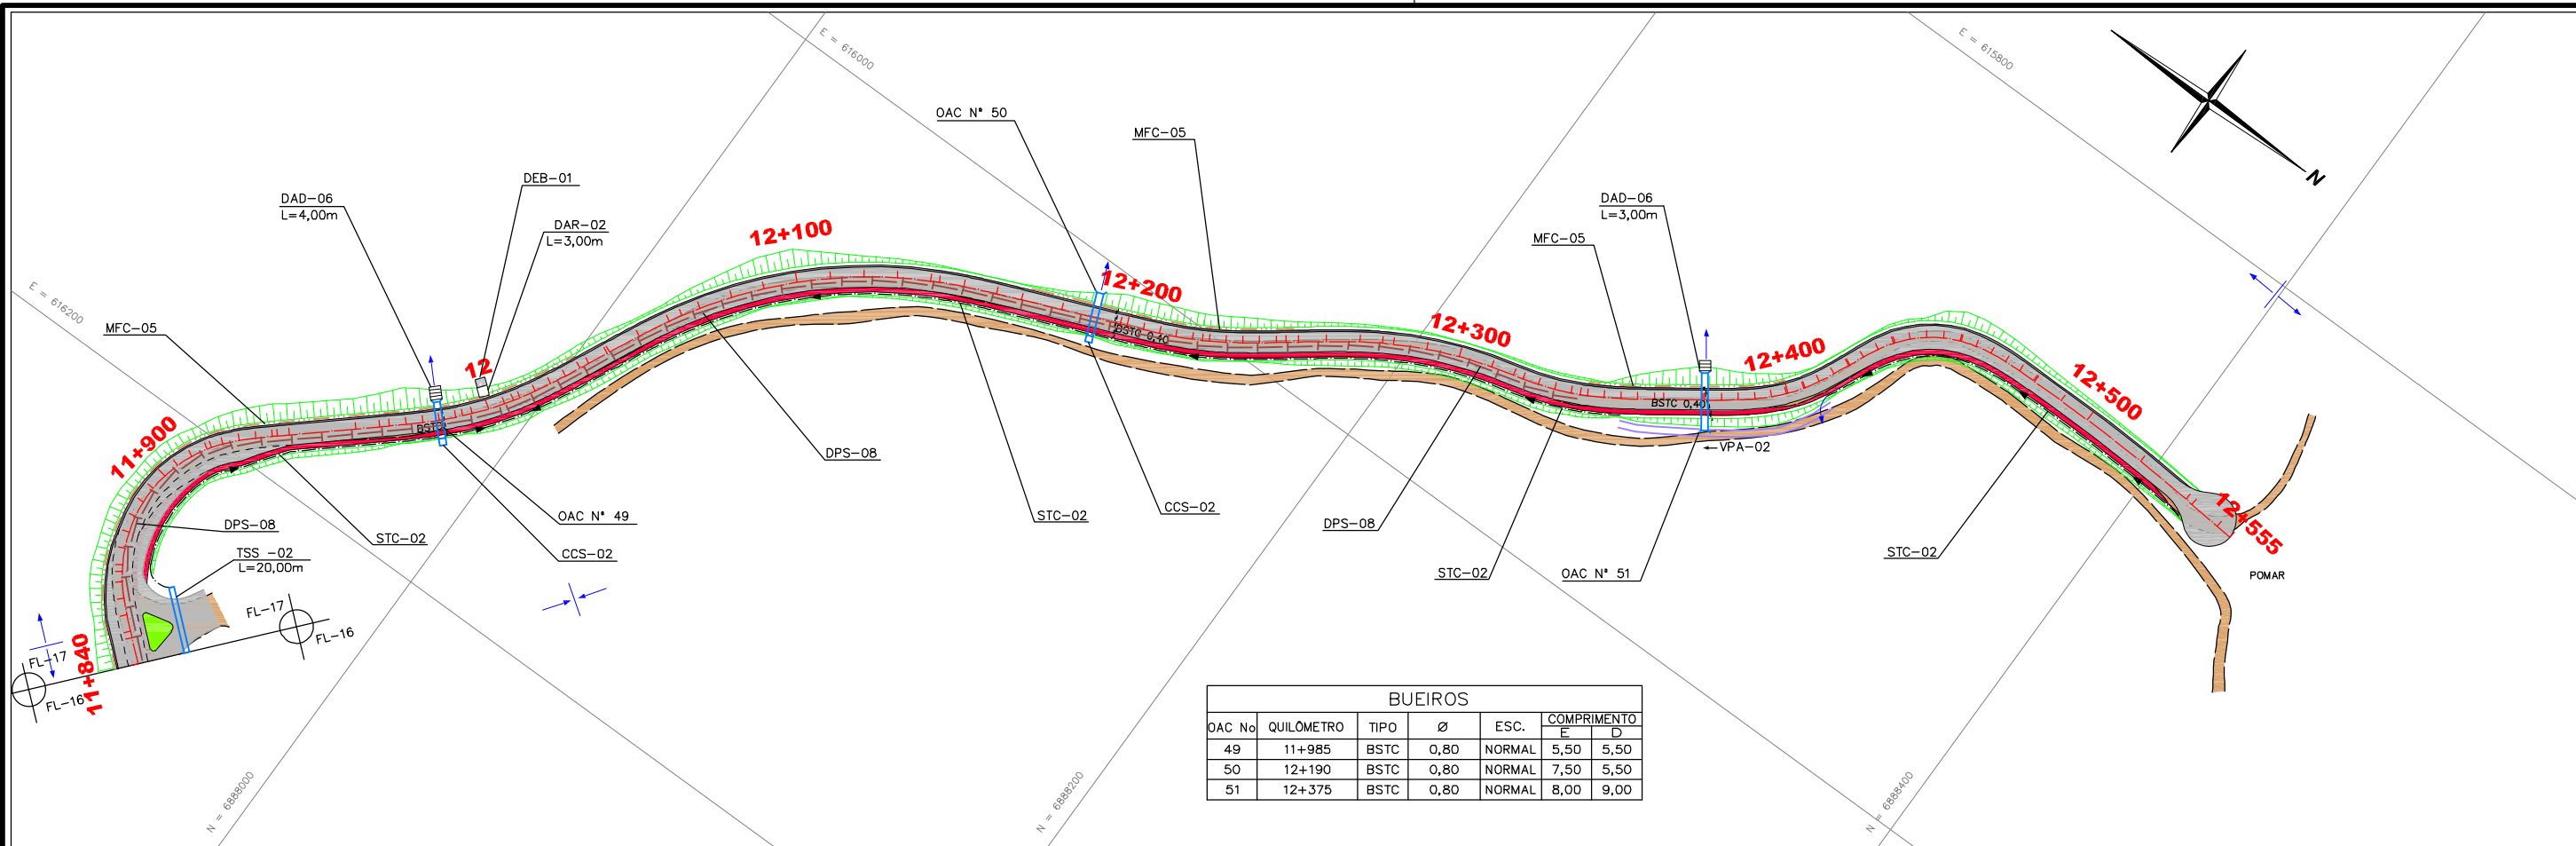 E = 616000
E = 615800
OAC N° 50
MFC-05
N
DEB-01
DAD-06
L=4,00m
DAR-02
L=3,00m
DAD-06
L=3,00m
12+100
MFC-05
12+200
BSTC 0,40
E = 616200
MFC-05
12+300
12+400
12
12+500
BSTC 0,40
11+900
BSTC
VPA-02
DPS-08
STC-02
CCS-02
DPS-08
12+555
OAC N° 49
DPS-08
STC-02
CCS-02
TSS -02
L=20,00m
STC-02
STC-02
OAC N° 51
POMAR
FL-17
FL-16
FL-17
FL-16
11+840
BUEIROS
OAC No QUILÔMETRO TIPO Ø ESC. COMPRIMENTO
E D
49 11+985 BSTC 0,80 NORMAL 5,50 5,50
50 12+190 BSTC 0,80 NORMAL 7,50 5,50
51 12+375 BSTC 0,80 NORMAL 8,00 9,00
N = 6888000
N = 6888200
N = 6888400